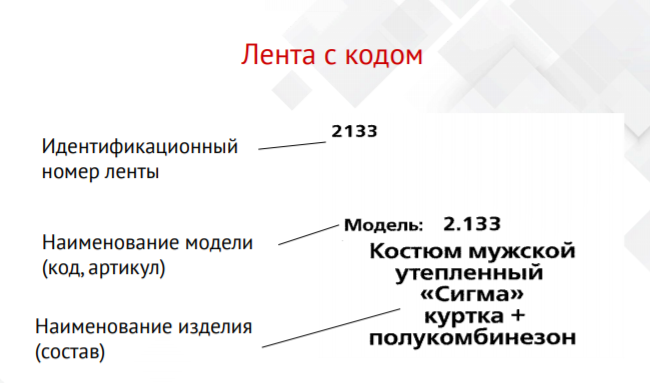 Лента с кодом
2133
Идентификационный
номер ленты
Модель: 2.133
Наименование модели
(код, артикул)
Костюм мужской
утепленный
«Сигма»
куртка +
полукомбинезон
Наименование изделия
(состав)